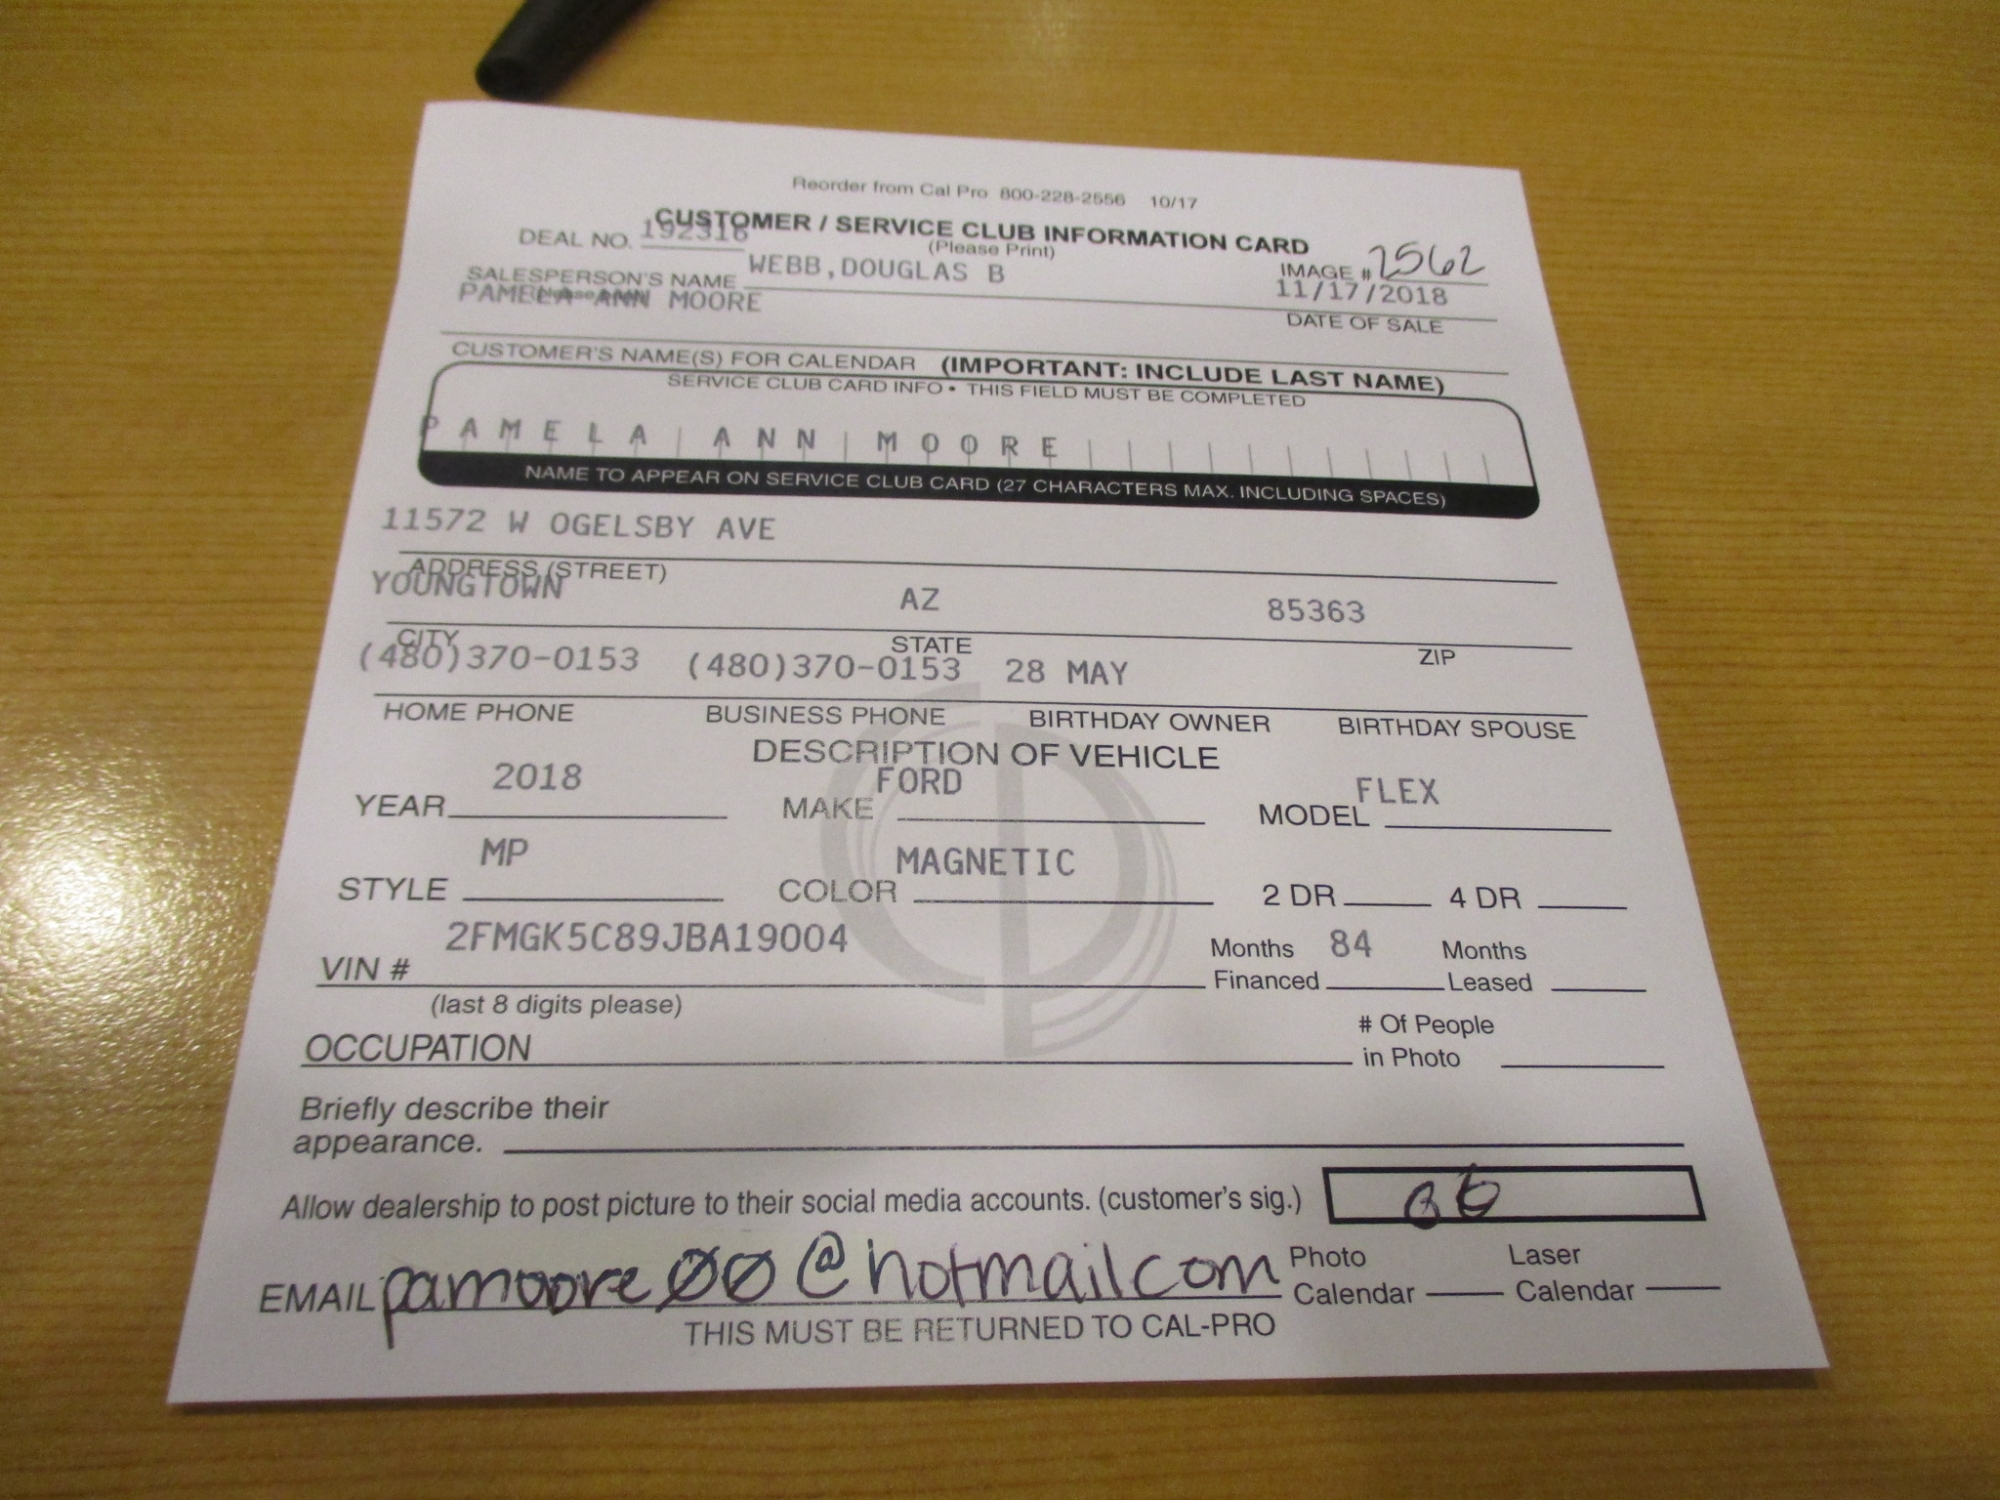 Reorder from Cal Pro 800-228-2556 10/17
CUSTOMER / SERVICE CLUB INFORMATION CARD
(Please Print)
DEAL NO. 192316
IMAGE # 2562
SALESPERSON'S NAME WEBB,DOUGLAS B
11/17/2018
DATE OF SALE
PAMELA ANN MOORE
CUSTOMER'S NAME(S) FOR CALENDAR (IMPORTANT: INCLUDE LAST NAME)
SERVICE CLUB CARD INFO • THIS FIELD MUST BE COMPLETED
PAMELA ANN MOORE
NAME TO APPEAR ON SERVICE CLUB CARD (27 CHARACTERS MAX. INCLUDING SPACES)
11572 W OGELSBY AVE
ADDRESS (STREET)
YOUNGTOWN AZ 85363
CITY STATE ZIP
(480)370-0153 (480)370-0153 28 MAY
HOME PHONE BUSINESS PHONE BIRTHDAY OWNER BIRTHDAY SPOUSE
DESCRIPTION OF VEHICLE
YEAR 2018 MAKE FORD MODEL FLEX
STYLE MP COLOR MAGNETIC 2 DR 4 DR
VIN # 2FMGK5C89JBA19004 Months Financed 84 Months Leased
(last 8 digits please)
OCCUPATION # Of People in Photo
Briefly describe their
appearance.
Allow dealership to post picture to their social media accounts. (customer's sig.)
EMAIL pamoore00@hotmail.com Photo Calendar Laser Calendar
THIS MUST BE RETURNED TO CAL-PRO